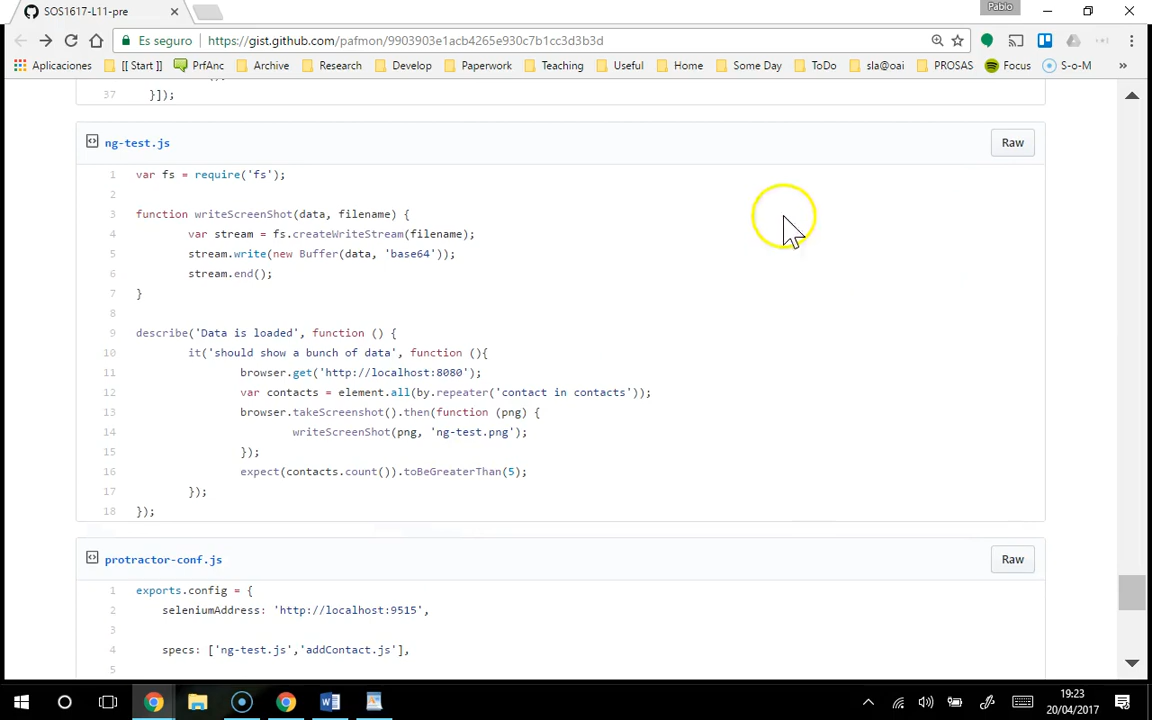 SOS1617-L11-pre
Pablo
Es seguro https://gist.github.com/pafmon/9903903e1acb4265e930c7b1cc3d3b3d
Aplicaciones [[ Start ]] PrfAnc Archive Research Develop Paperwork Teaching Useful Home Some Day ToDo sla@oai PROSAS Focus S-o-M »
37 }]);
ng-test.js Raw
1 var fs = require('fs');
2
3 function writeScreenShot(data, filename) {
4 var stream = fs.createWriteStream(filename);
5 stream.write(new Buffer(data, 'base64'));
6 stream.end();
7 }
8
9 describe('Data is loaded', function () {
10 it('should show a bunch of data', function (){
11 browser.get('http://localhost:8080');
12 var contacts = element.all(by.repeater('contact in contacts'));
13 browser.takeScreenshot().then(function (png) {
14 writeScreenShot(png, 'ng-test.png');
15 });
16 expect(contacts.count()).toBeGreaterThan(5);
17 });
18 });
protractor-conf.js Raw
1 exports.config = {
2 seleniumAddress: 'http://localhost:9515',
3
4 specs: ['ng-test.js','addContact.js'],
5
19:23
20/04/2017